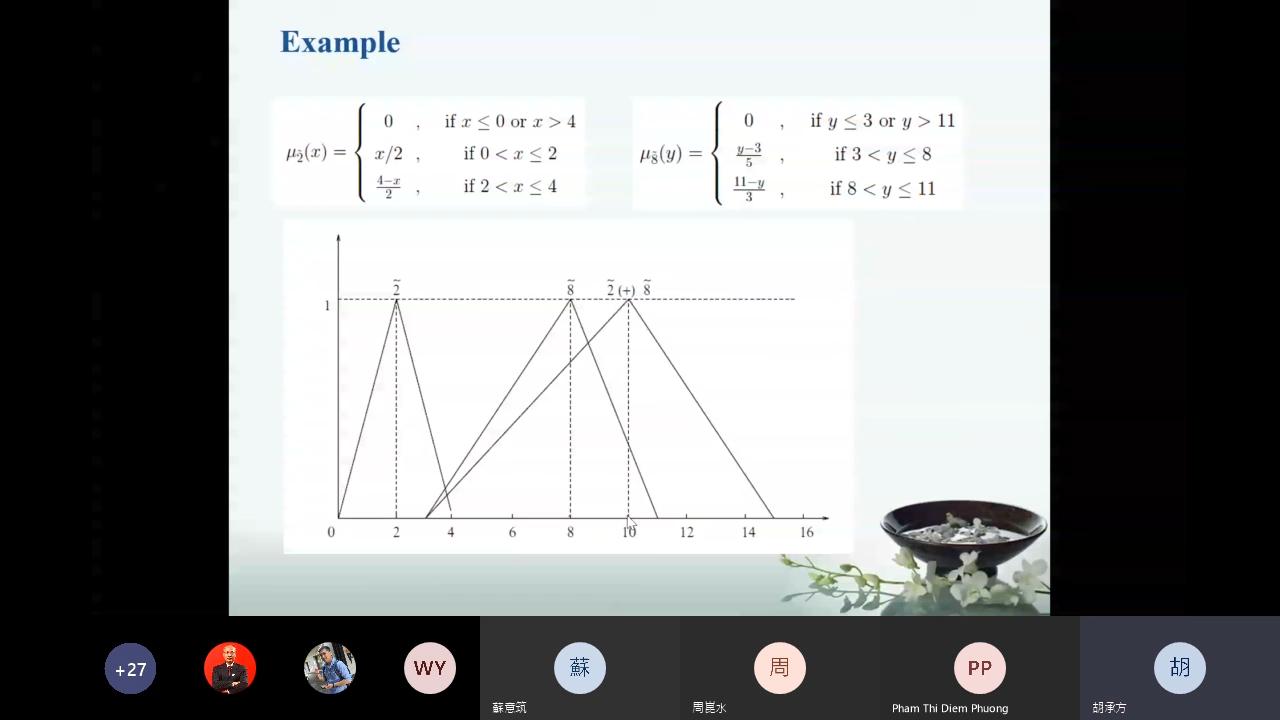 Example
μ_2̃(x) = { 0 , if x ≤ 0 or x > 4
x/2 , if 0 < x ≤ 2
(4−x)/2 , if 2 < x ≤ 4
μ_8̃(y) = { 0 , if y ≤ 3 or y > 11
(y−3)/5 , if 3 < y ≤ 8
(11−y)/3 , if 8 < y ≤ 11
2̃ 8̃ 2̃ (+) 8̃
1
0 2 4 6 8 10 12 14 16
+27 WY 蘇 周 PP 胡
蘇意筑 周崑水 Pham Thi Diem Phuong 胡承方